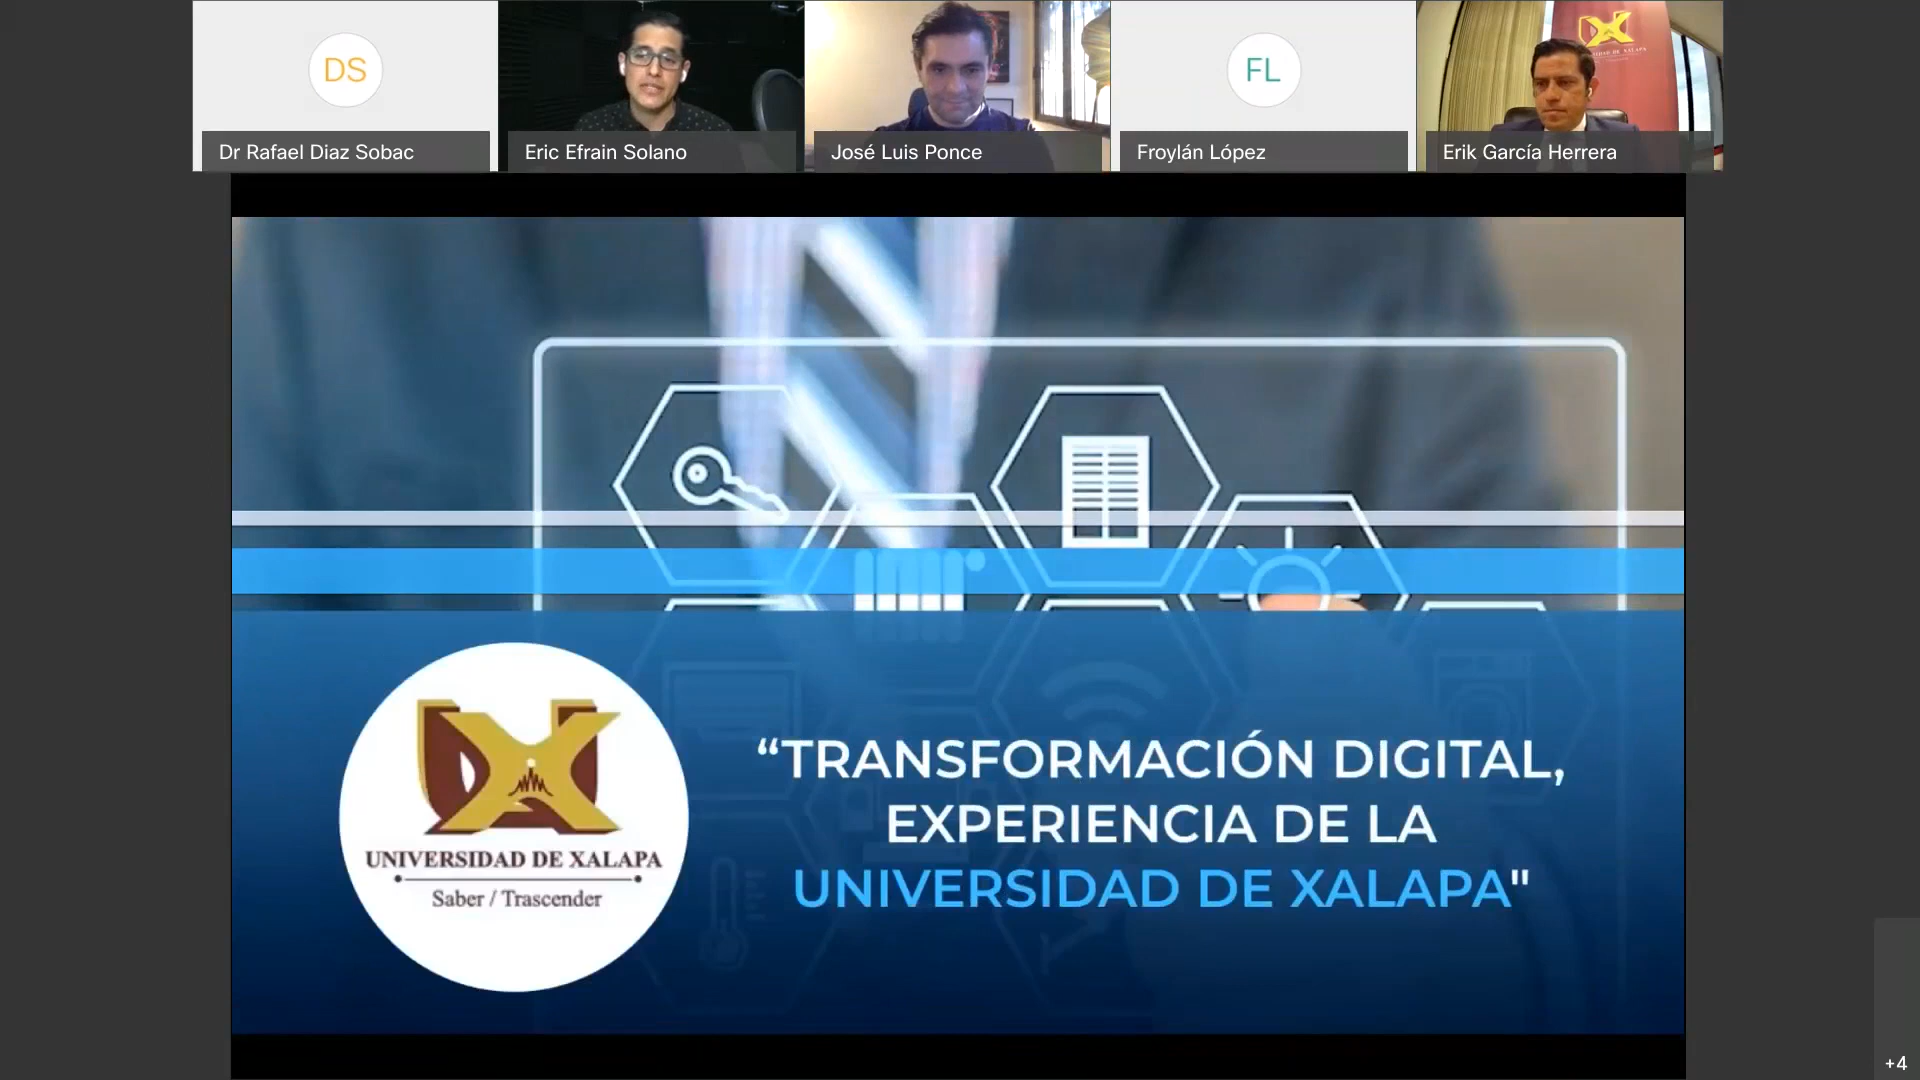 DS
Dr Rafael Diaz Sobac
Eric Efrain Solano
José Luis Ponce
FL
Froylán López
Erik García Herrera
UNIVERSIDAD DE XALAPA
Saber / Trascender
“TRANSFORMACIÓN DIGITAL,
EXPERIENCIA DE LA
UNIVERSIDAD DE XALAPA"
+4